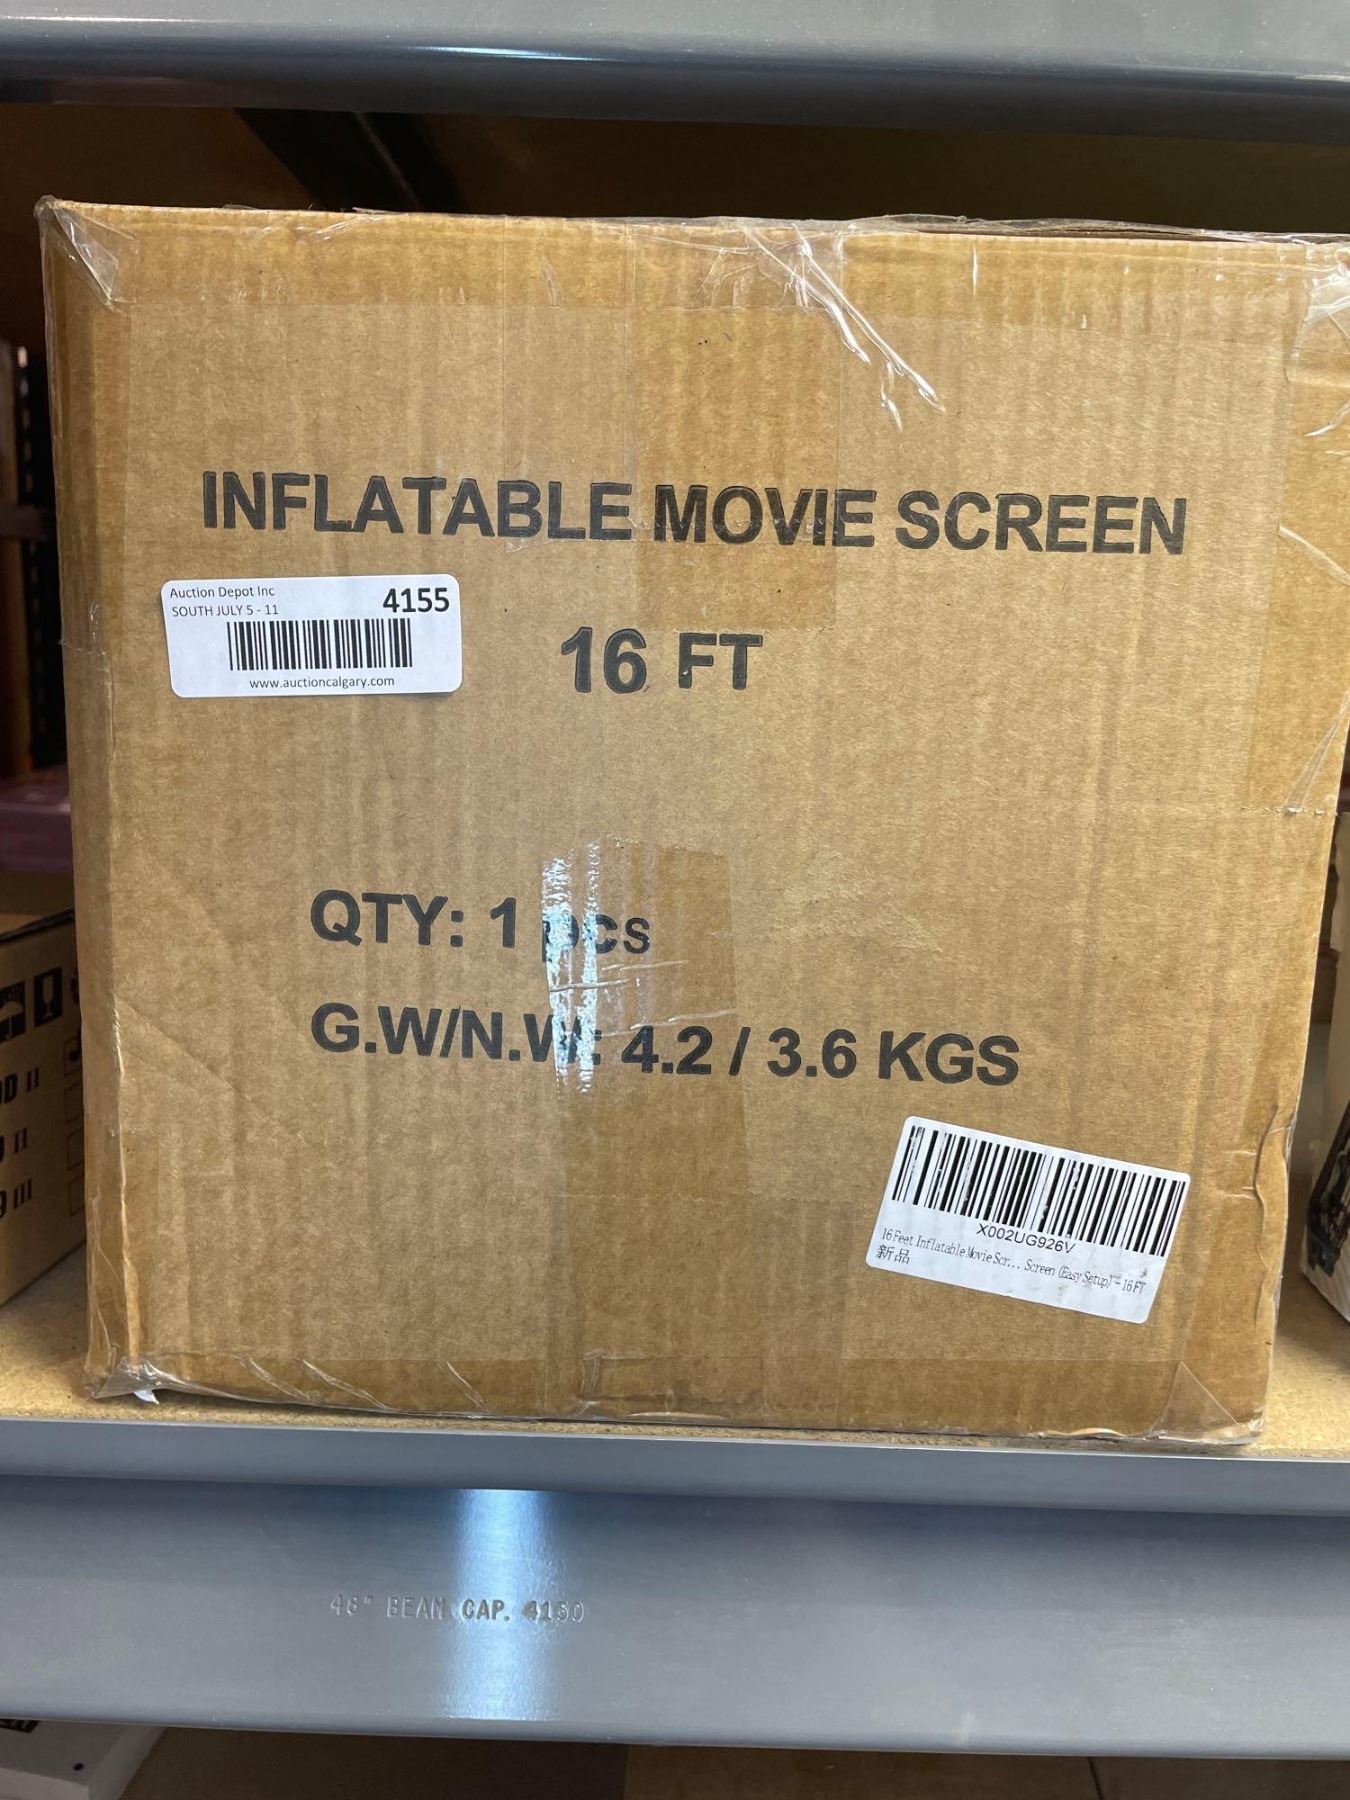 INFLATABLE MOVIE SCREEN
Auction Depot Inc
SOUTH JULY 5 - 11
4155
www.auctioncalgary.com
16 FT
QTY: 1 pcs
G.W/N.W: 4.2 / 3.6 KGS
X002UG926V
16 Feet Inflatable Movie Scr... Screen (Easy Setup) - 16 FT
新品
48" BEAM CAP. 4150